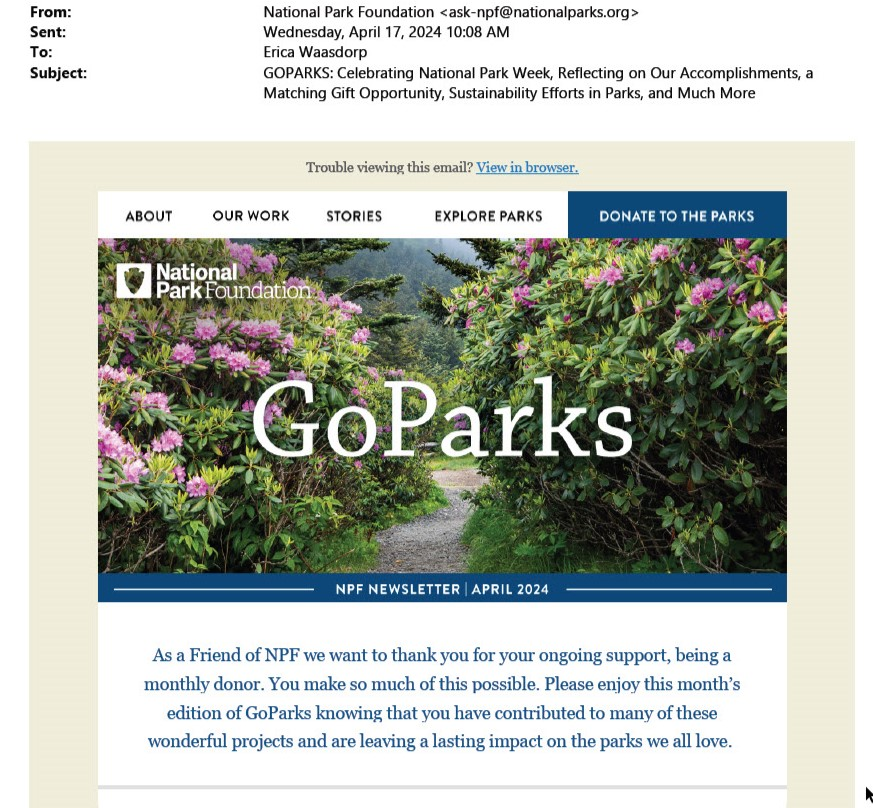 From: National Park Foundation <ask-npf@nationalparks.org>
Sent: Wednesday, April 17, 2024 10:08 AM
To: Erica Waasdorp
Subject: GOPARKS: Celebrating National Park Week, Reflecting on Our Accomplishments, a
Matching Gift Opportunity, Sustainability Efforts in Parks, and Much More
Trouble viewing this email? View in browser.
ABOUT OUR WORK STORIES EXPLORE PARKS DONATE TO THE PARKS
National
Park Foundation
GoParks
NPF NEWSLETTER | APRIL 2024
As a Friend of NPF we want to thank you for your ongoing support, being a
monthly donor. You make so much of this possible. Please enjoy this month's
edition of GoParks knowing that you have contributed to many of these
wonderful projects and are leaving a lasting impact on the parks we all love.